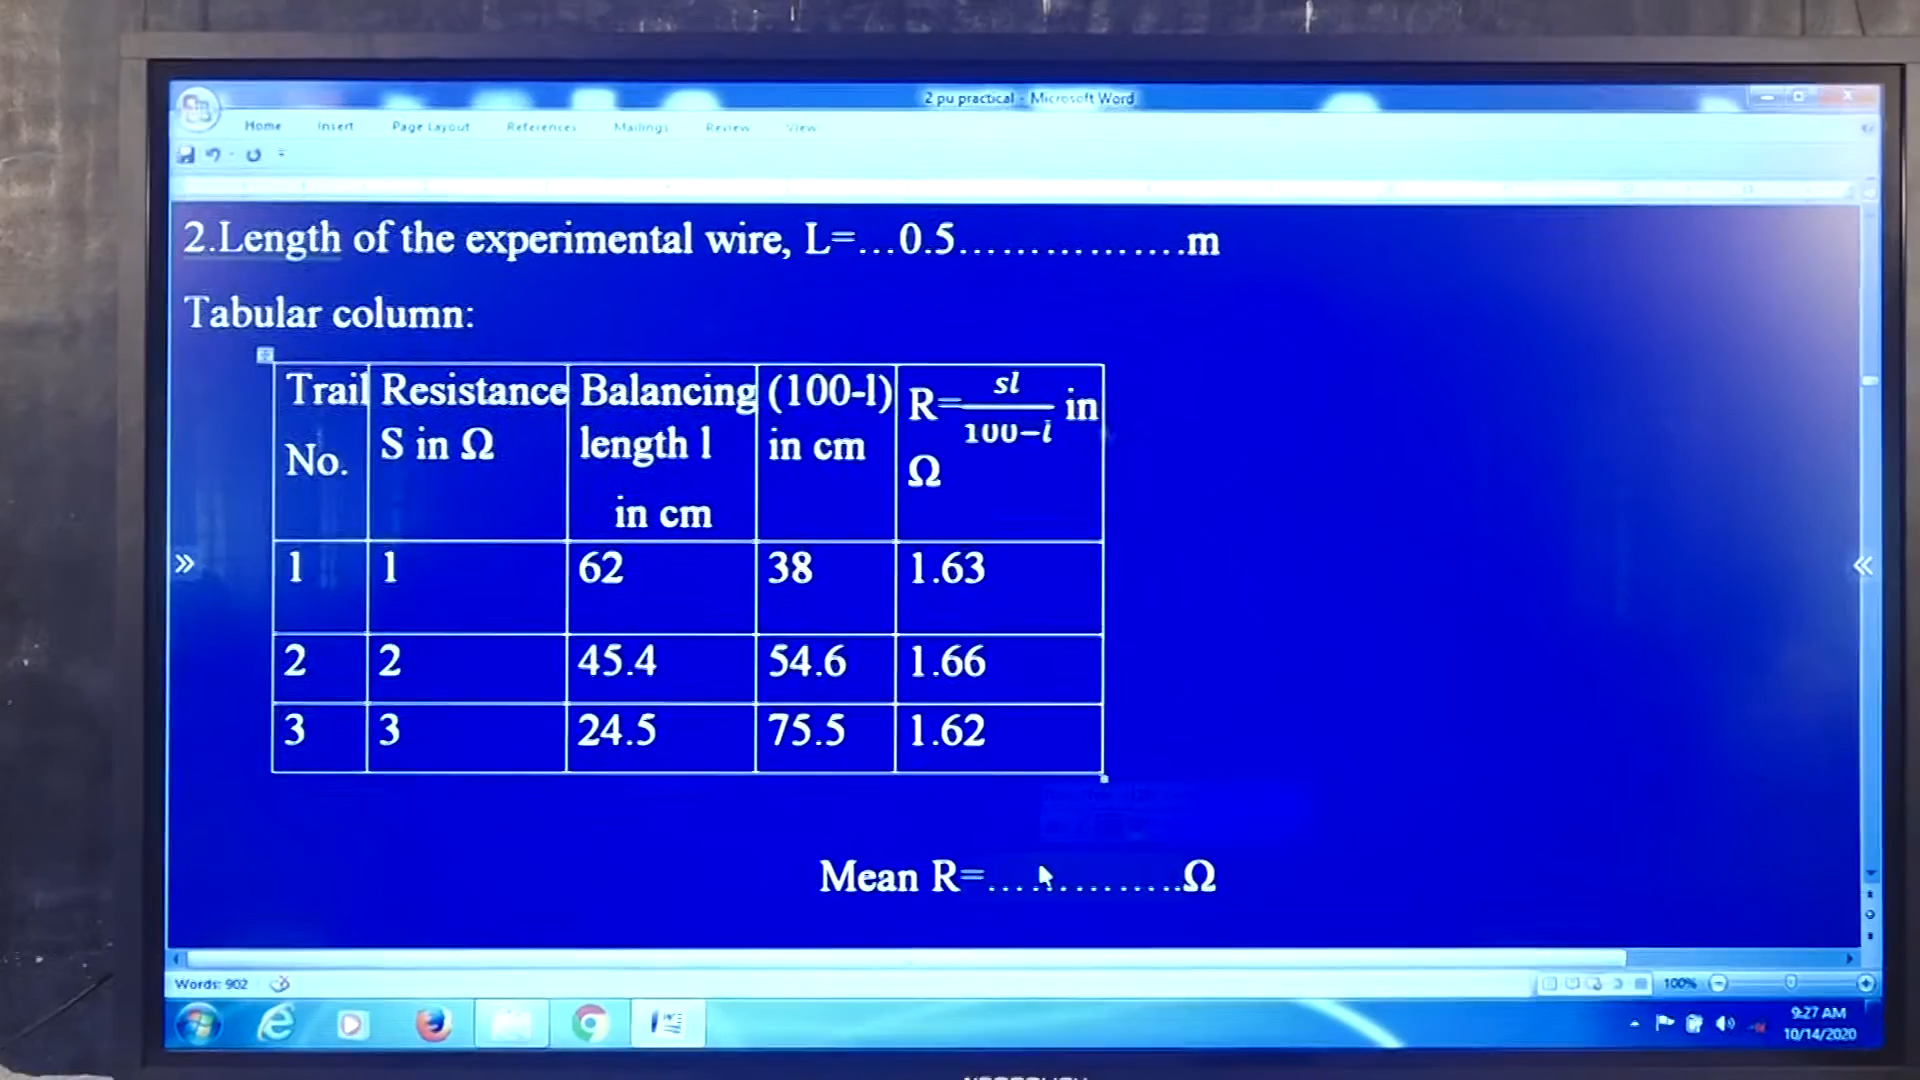 2 pu practical - Microsoft Word
Home Insert Page Layout References Mailings Review View
2.Length of the experimental wire, L=...0.5................m
Tabular column:
Trail No. Resistance S in Ω Balancing length l in cm (100-l) in cm R=sl/100−l in Ω
1 1 62 38 1.63
2 2 45.4 54.6 1.66
3 3 24.5 75.5 1.62
Mean R=..............Ω
Words: 902
100%
9:27 AM
10/14/2020